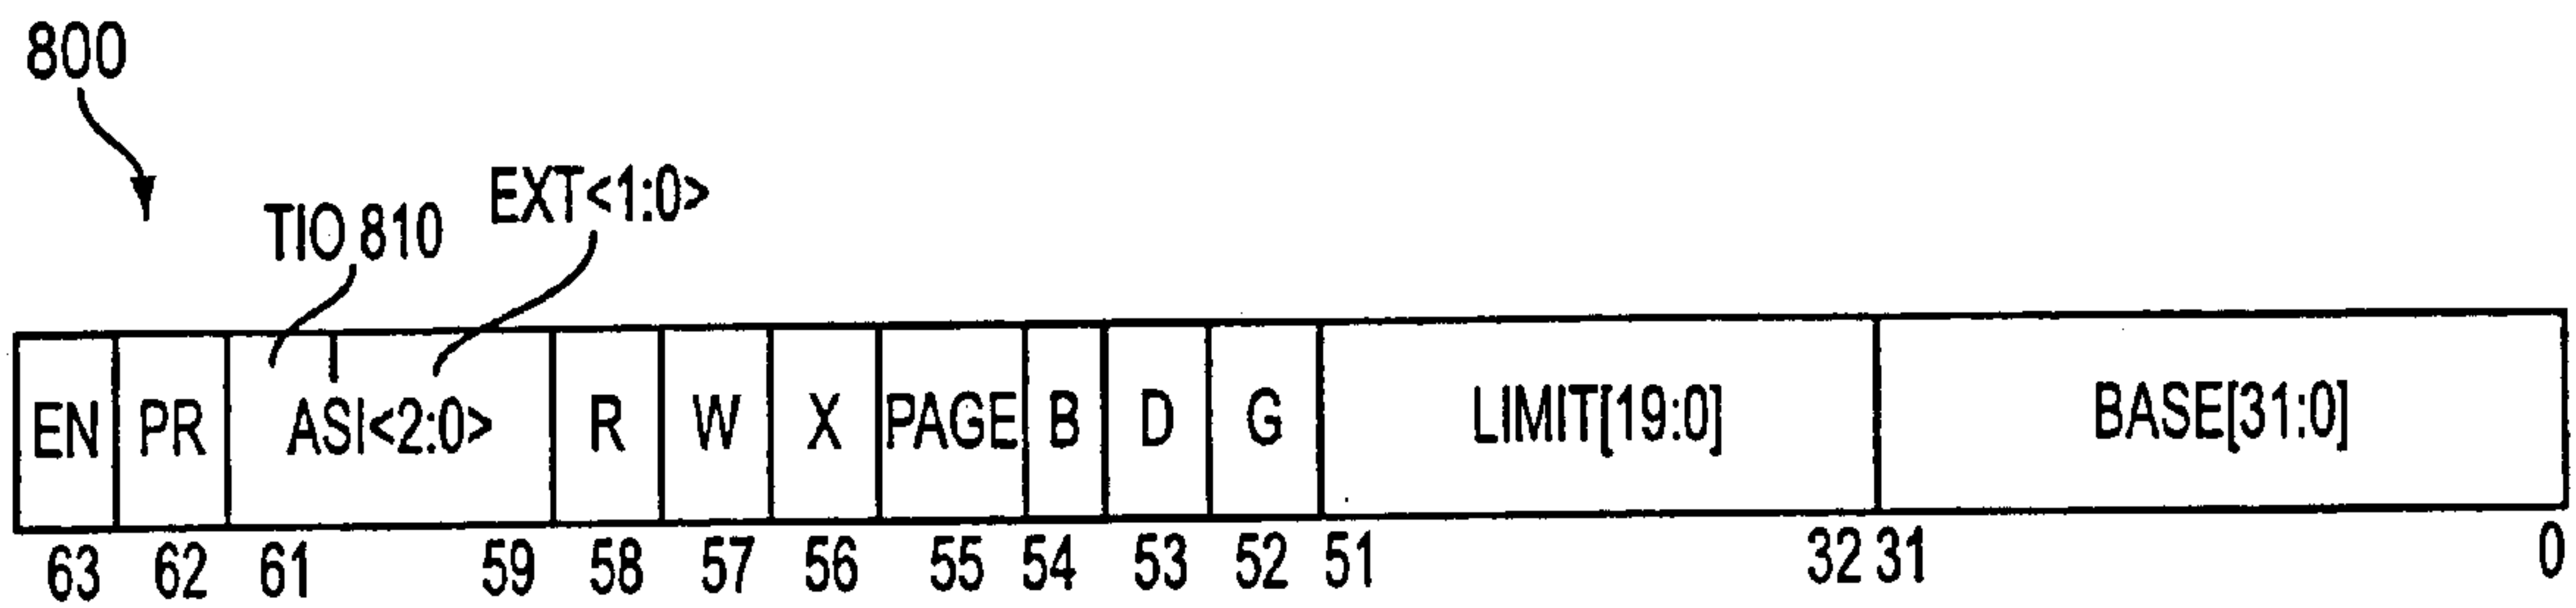 800
TIO 810 EXT<1:0>
EN PR ASI<2:0> R W X PAGE B D G LIMIT[19:0] BASE[31:0]
63 62 61 59 58 57 56 55 54 53 52 51 32 31 0